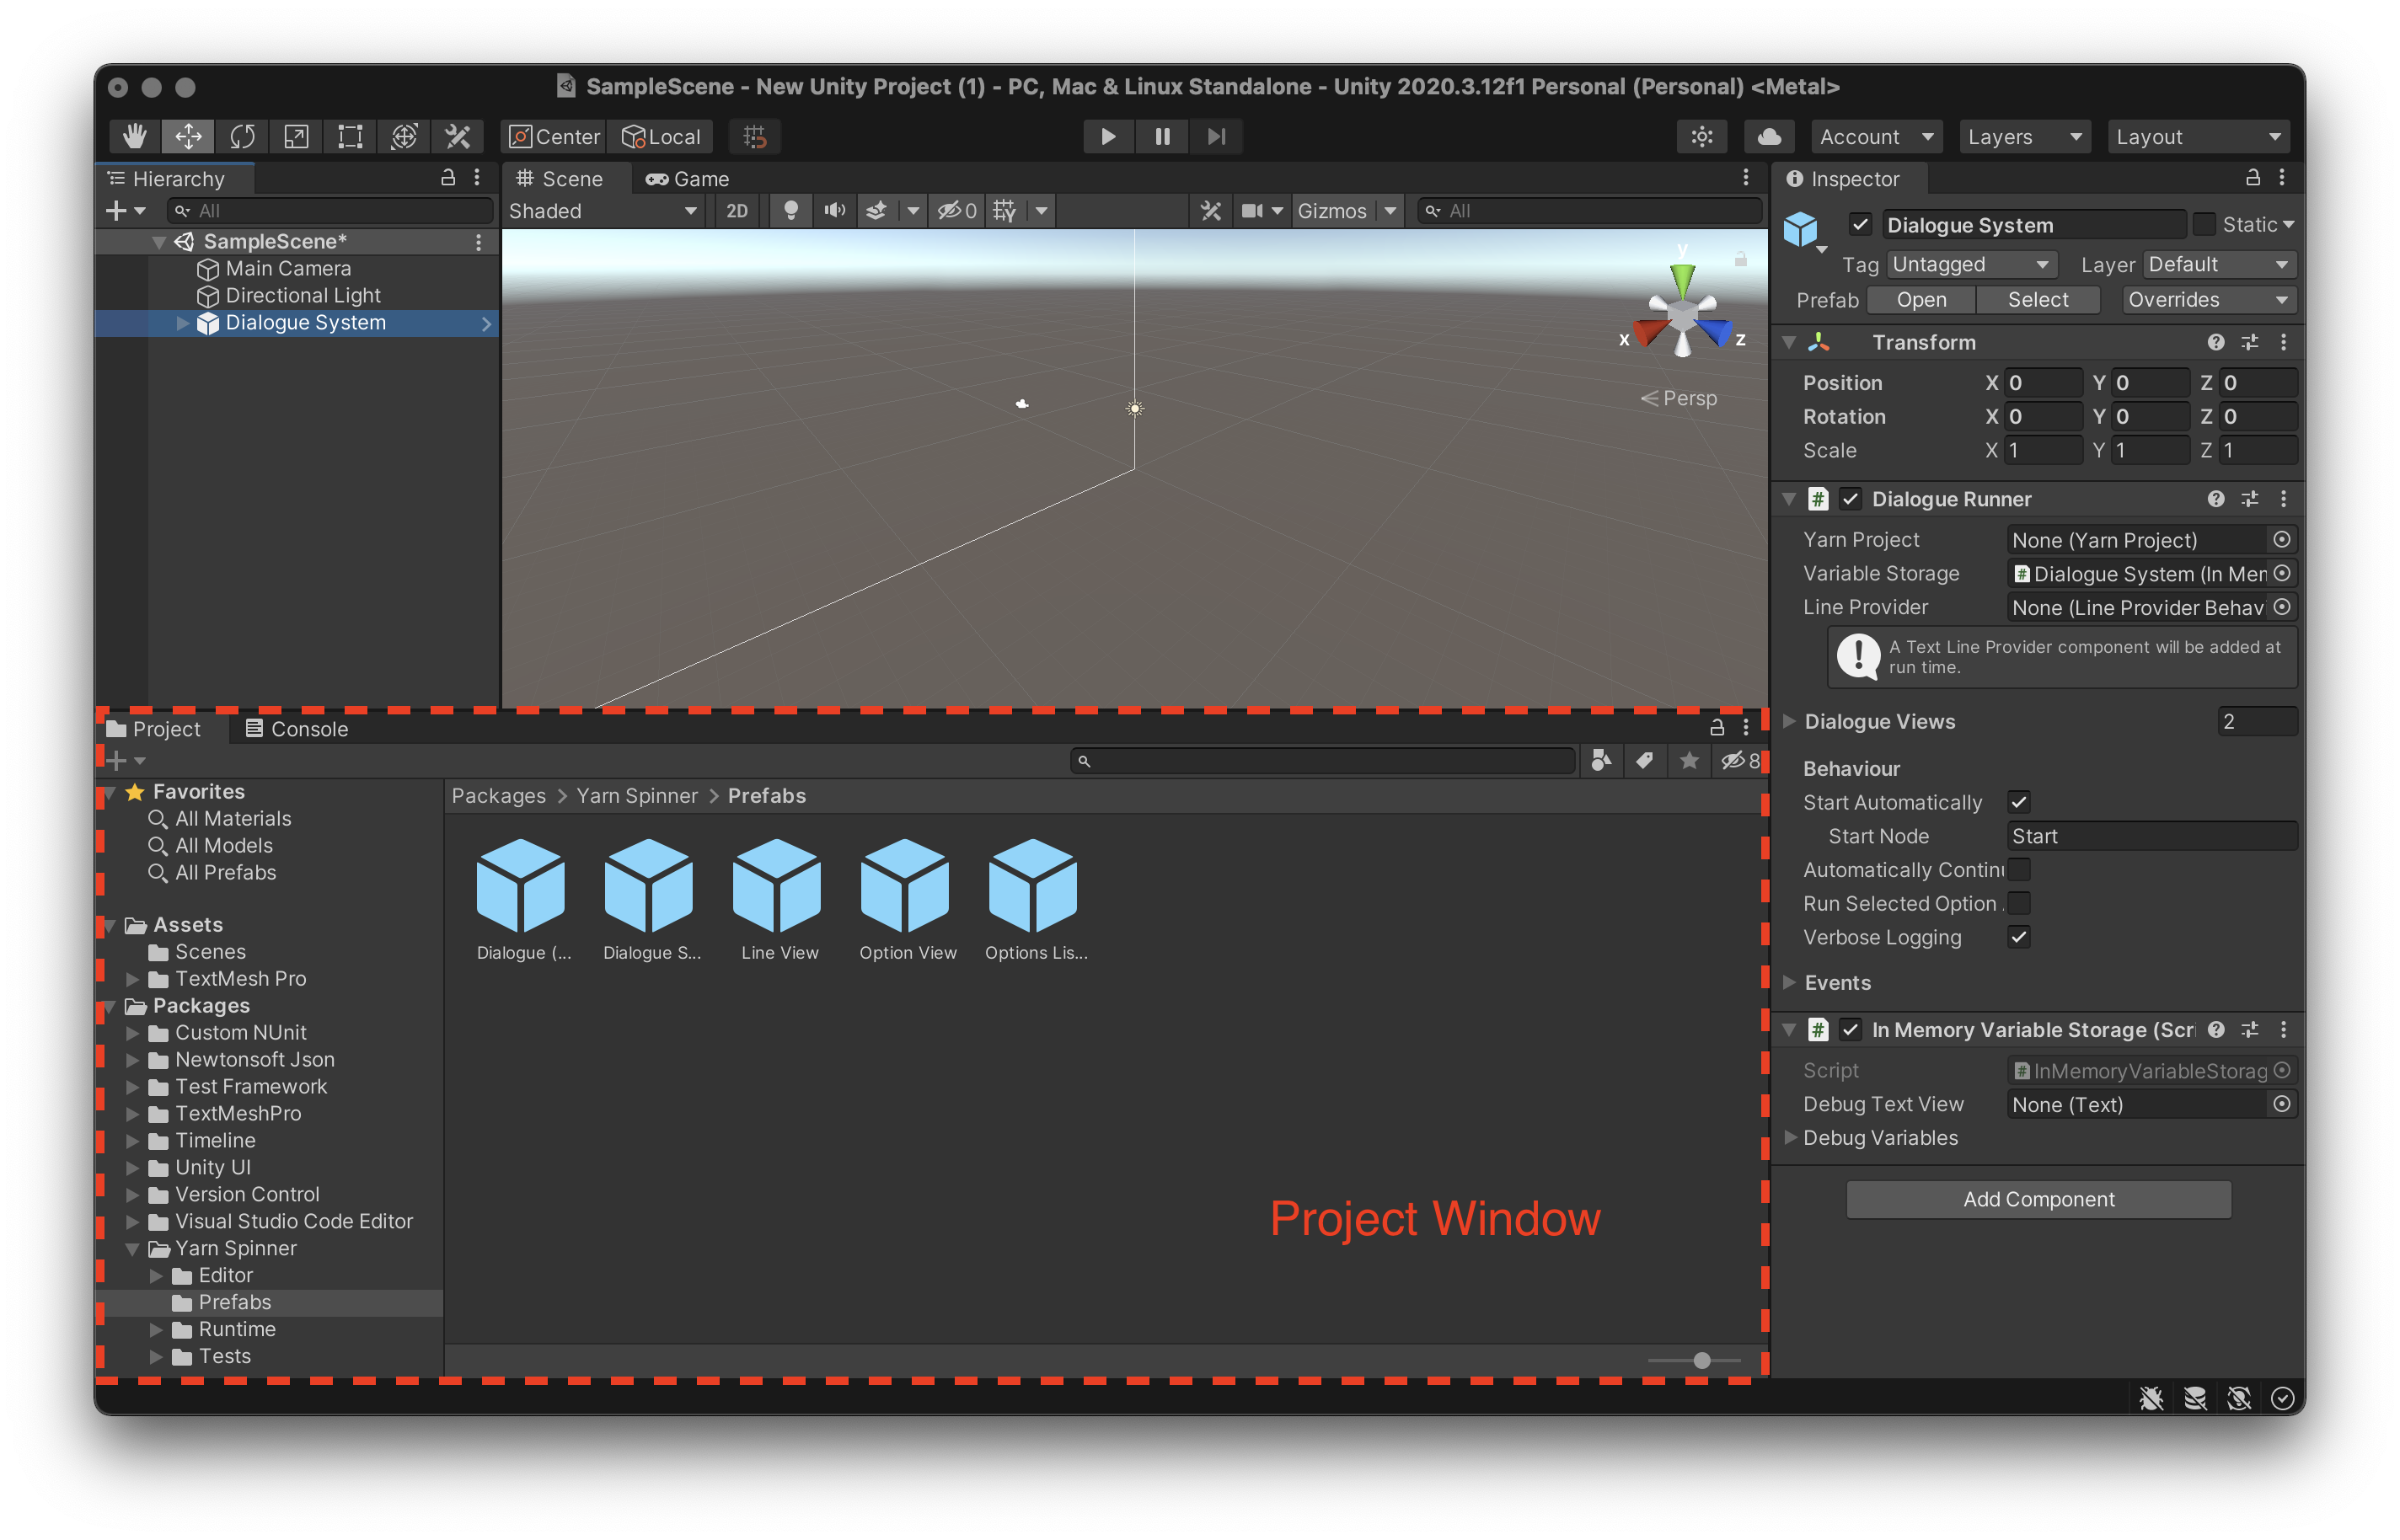 SampleScene - New Unity Project (1) - PC, Mac & Linux Standalone - Unity 2020.3.12f1 Personal (Personal) <Metal>
Center Local Account Layers Layout
Hierarchy
All
SampleScene*
Main Camera
Directional Light
Dialogue System
Scene Game
Shaded 2D 0 Gizmos All
y
x z
Persp
Inspector
Dialogue System Static
Tag Untagged Layer Default
Prefab Open Select Overrides
Transform
Position X 0 Y 0 Z 0
Rotation X 0 Y 0 Z 0
Scale X 1 Y 1 Z 1
# Dialogue Runner
Yarn Project None (Yarn Project)
Variable Storage # Dialogue System (In Mem
Line Provider None (Line Provider Behavi
A Text Line Provider component will be added at
run time.
Dialogue Views 2
Behaviour
Start Automatically
Start Node Start
Automatically Continu
Run Selected Option .
Verbose Logging
Events
# In Memory Variable Storage (Scri
Script # InMemoryVariableStorag
Debug Text View None (Text)
Debug Variables
Add Component
Project Console
8
Favorites
All Materials
All Models
All Prefabs
Assets
Scenes
TextMesh Pro
Packages
Custom NUnit
Newtonsoft Json
Test Framework
TextMeshPro
Timeline
Unity UI
Version Control
Visual Studio Code Editor
Yarn Spinner
Editor
Prefabs
Runtime
Tests
Packages > Yarn Spinner > Prefabs
Dialogue (... Dialogue S... Line View Option View Options Lis...
Project Window